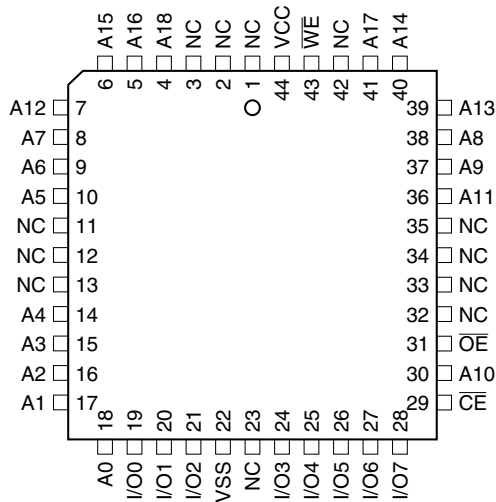 A15 A16 A18 NC NC NC VCC W̅E̅ NC A17 A14
6 5 4 3 2 1 44 43 42 41 40
A12 7 39 A13
A7 8 38 A8
A6 9 37 A9
A5 10 36 A11
NC 11 35 NC
NC 12 34 NC
NC 13 33 NC
A4 14 32 NC
A3 15 31 O̅E̅
A2 16 30 A10
A1 17 29 C̅E̅
18 19 20 21 22 23 24 25 26 27 28
A0 I/O0 I/O1 I/O2 VSS NC I/O3 I/O4 I/O5 I/O6 I/O7